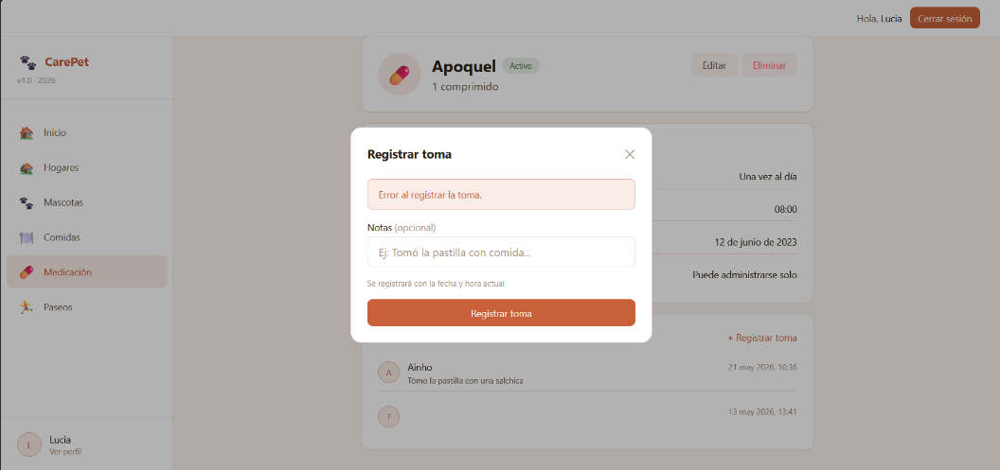 Hola, Lucia
Cerrar sesión
CarePet
v1.0 - 2026
Inicio
Hogares
Mascotas
Comidas
Medicación
Paseos
L
Lucia
Ver perfil
Apoquel
Activo
1 comprimido
Editar
Eliminar
Una vez al día
08:00
12 de junio de 2023
Puede administrarse solo
Registrar toma
Error al registrar la toma.
Notas (opcional)
Ej: Tomó la pastilla con comida...
Se registrará con la fecha y hora actual
Registrar toma
+ Registrar toma
A
Ainho
Tómo la pastilla con una salchica
21 may 2026, 10:36
?
13 may 2026, 13:41